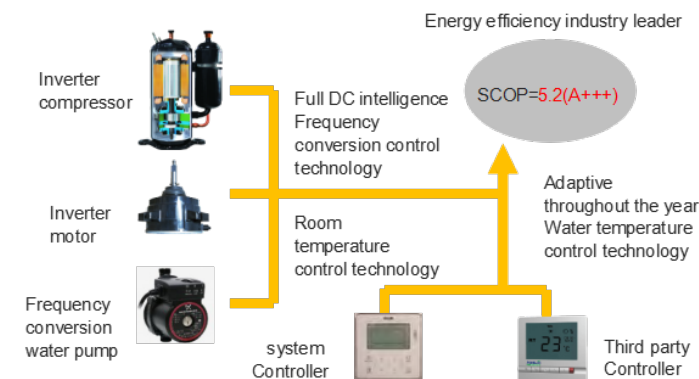 Energy efficiency industry leader
SCOP=5.2(A+++)
Inverter
compressor
Full DC intelligence
Frequency
conversion control
technology
Adaptive
throughout the year
Water temperature
control technology
Inverter
motor
Room
temperature
control technology
Frequency
conversion
water pump
system
Controller
23
Third party
Controller